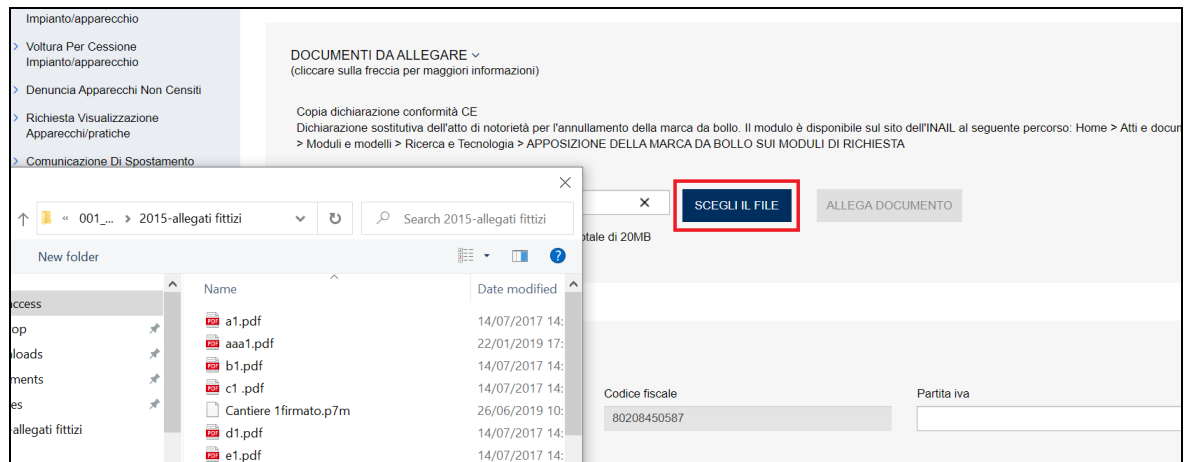 Impianto/apparecchio
Voltura Per Cessione
Impianto/apparecchio
Denuncia Apparecchi Non Censiti
Richiesta Visualizzazione
Apparecchi/pratiche
Comunicazione Di Spostamento
DOCUMENTI DA ALLEGARE
(cliccare sulla freccia per maggiori informazioni)
Copia dichiarazione conformità CE
Dichiarazione sostitutiva dell'atto di notorietà per l'annullamento della marca da bollo. Il modulo è disponibile sul sito dell'INAIL al seguente percorso: Home > Atti e docum
> Moduli e modelli > Ricerca e Tecnologia > APPOSIZIONE DELLA MARCA DA BOLLO SUI MODULI DI RICHIESTA
SCEGLI IL FILE
ALLEGA DOCUMENTO
otale di 20MB
« 001_... > 2015-allegati fittizi
Search 2015-allegati fittizi
New folder
Name Date modified
access
op
nloads
ments
es
-allegati fittizi
a1.pdf 14/07/2017 14:
aaa1.pdf 22/01/2019 17:
b1.pdf 14/07/2017 14:
c1 .pdf 14/07/2017 14:
Cantiere 1firmato.p7m 26/06/2019 10:
d1.pdf 14/07/2017 14:
e1.pdf 14/07/2017 14:
Codice fiscale
80208450587
Partita iva